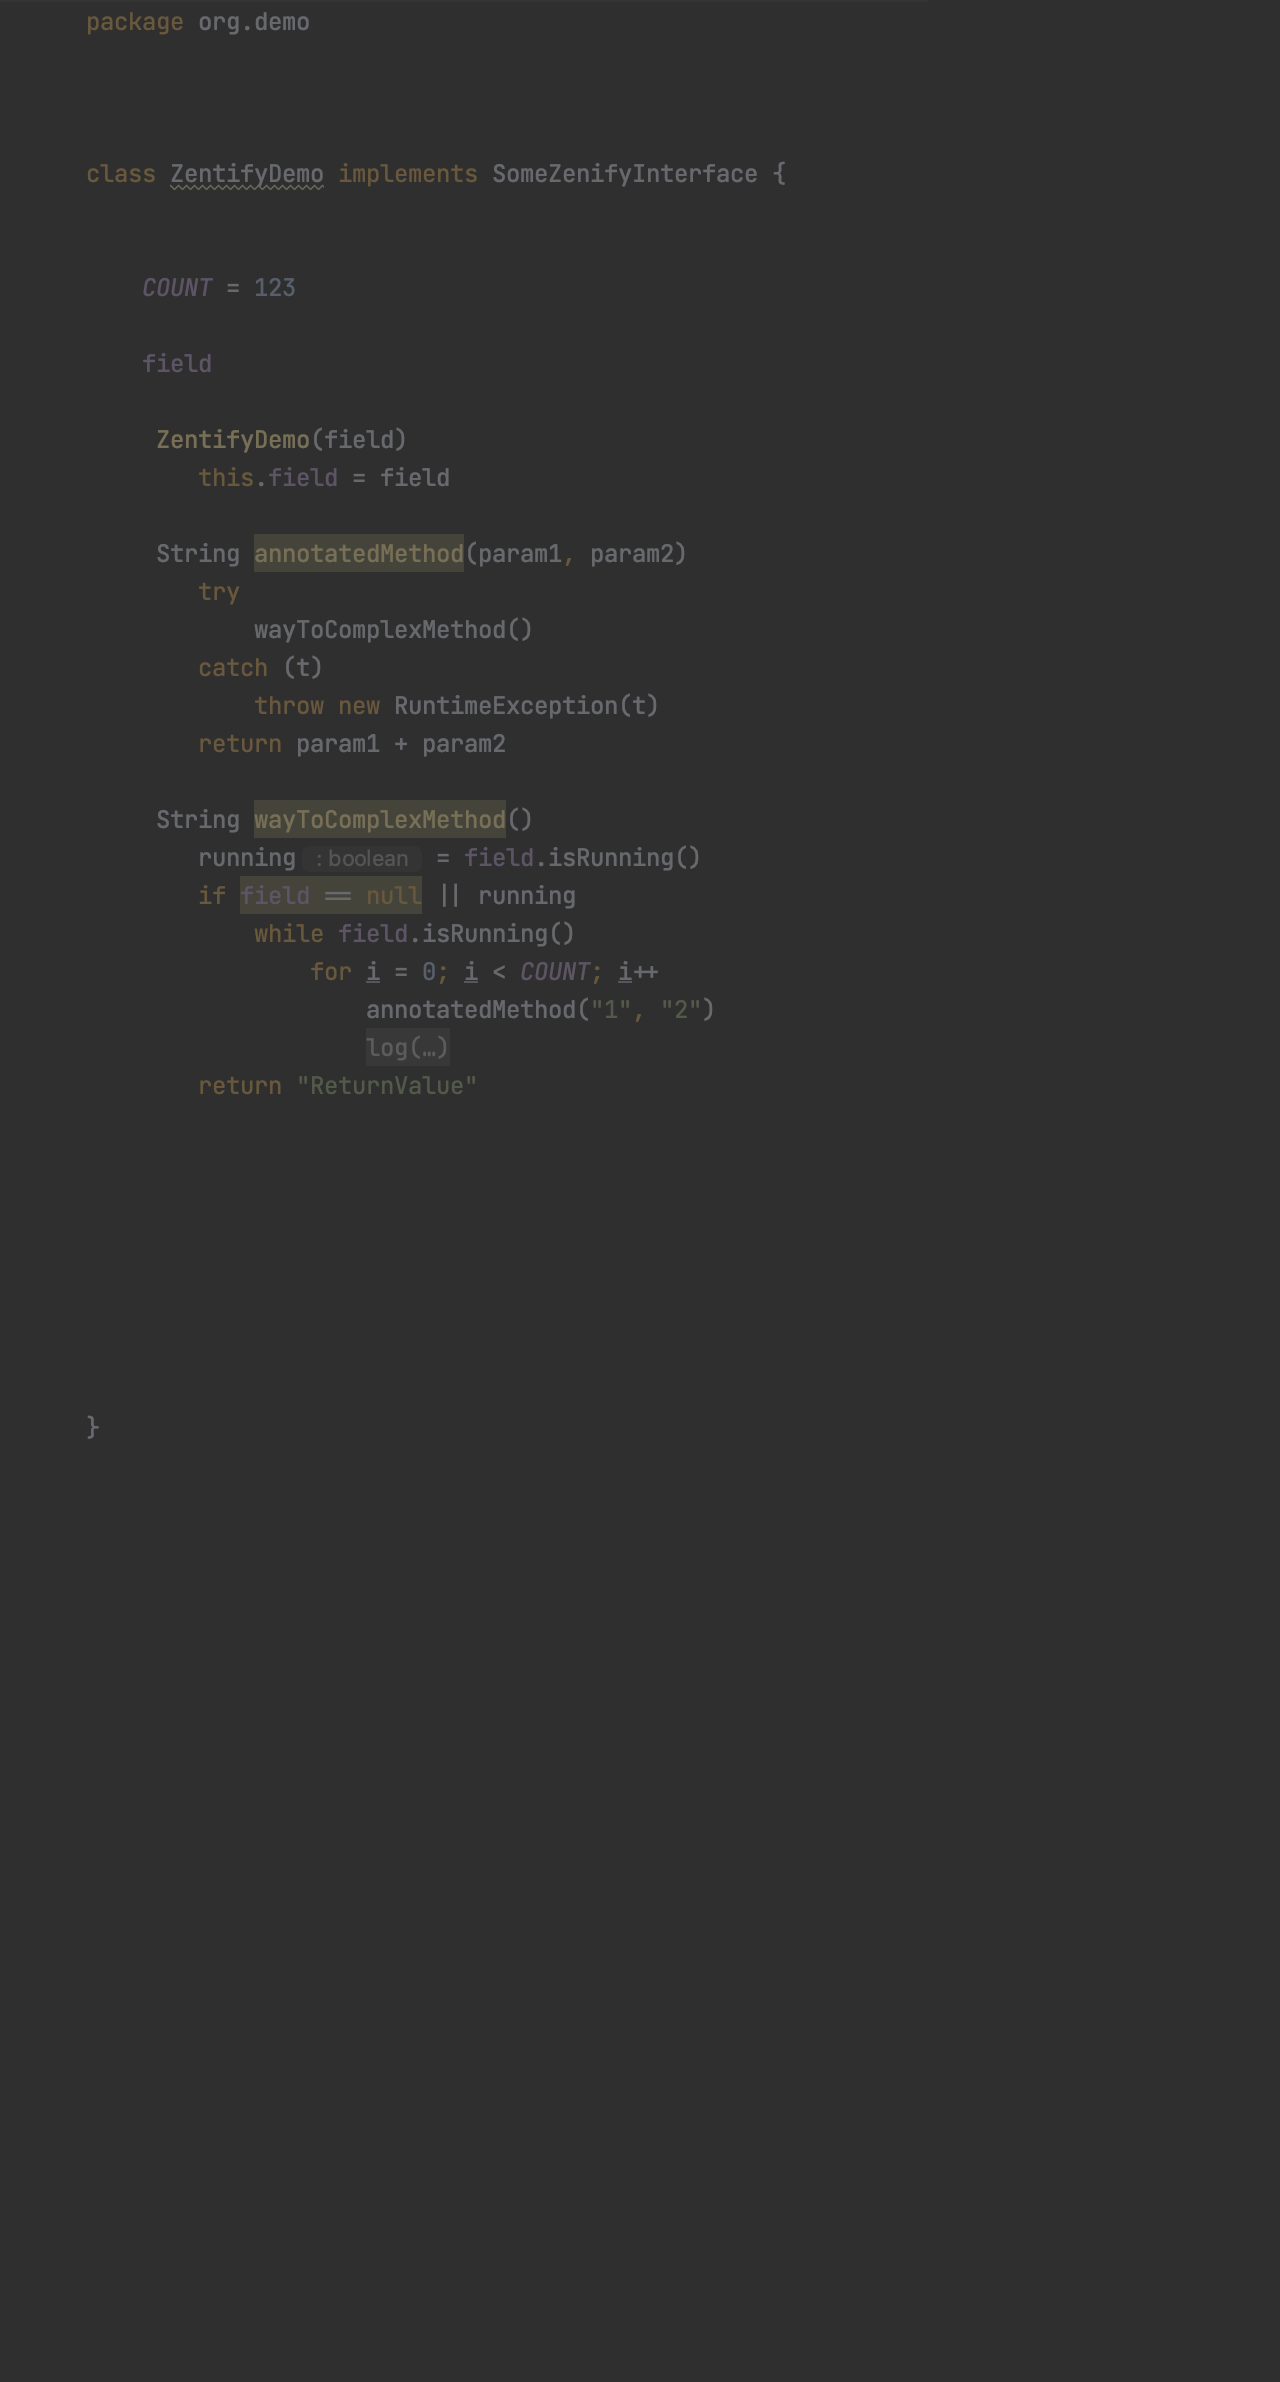 package org.demo
class ZentifyDemo implements SomeZenifyInterface {
COUNT = 123
field
ZentifyDemo(field)
this.field = field
String annotatedMethod(param1, param2)
try
wayToComplexMethod()
catch (t)
throw new RuntimeException(t)
return param1 + param2
String wayToComplexMethod()
running : boolean = field.isRunning()
if field == null || running
while field.isRunning()
for i = 0; i < COUNT; i++
annotatedMethod("1", "2")
log(…)
return "ReturnValue"
}